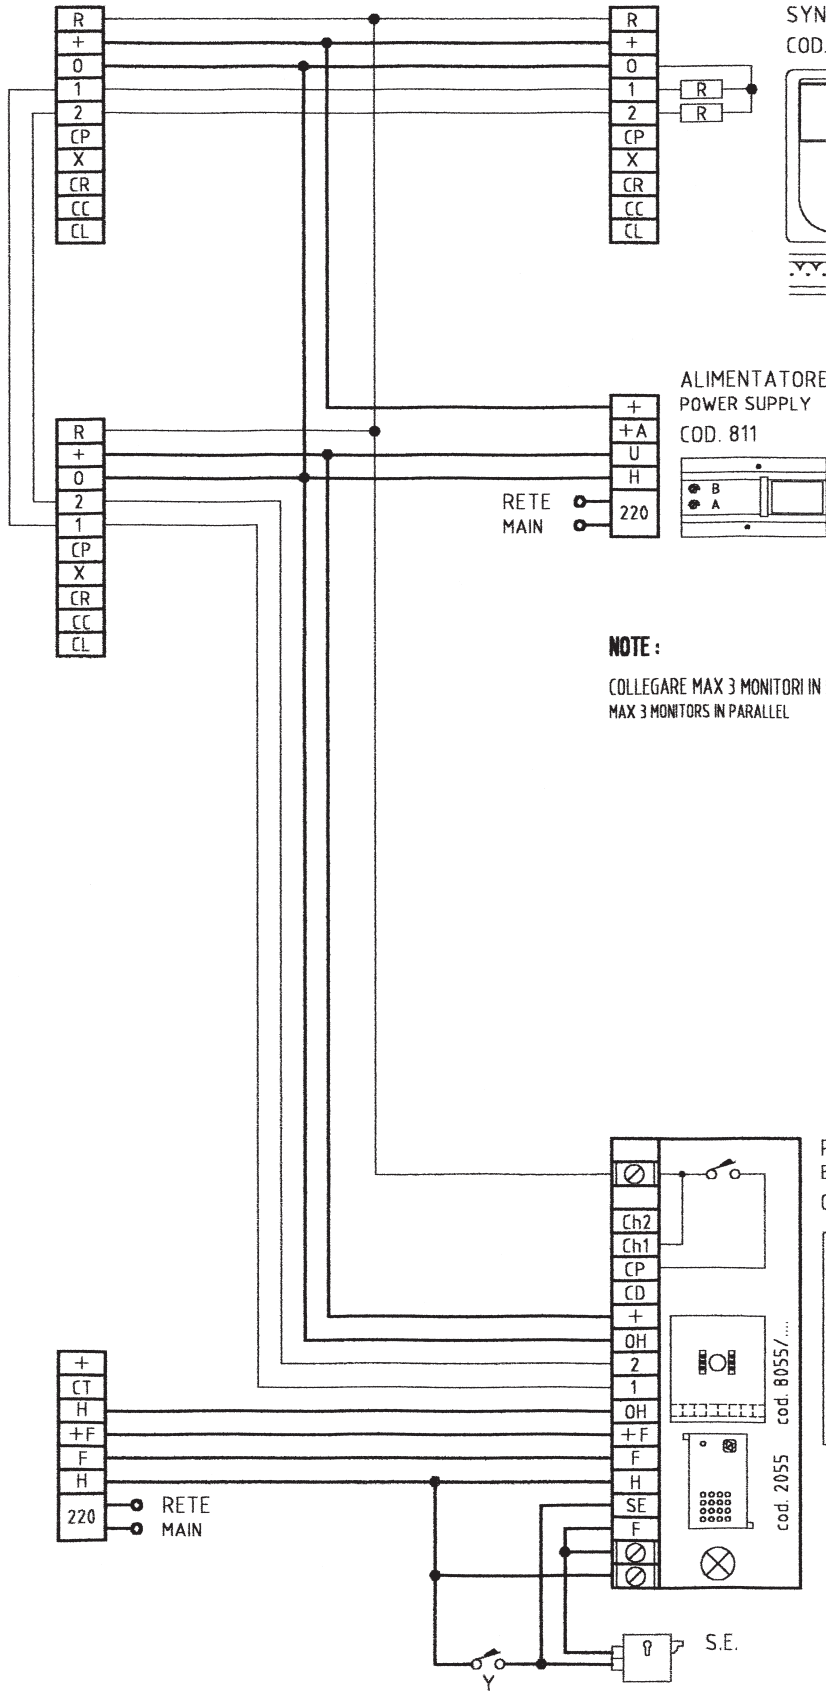 R
+
0
1
2
CP
X
CR
CC
CL
R
+
0
1
2
CP
X
CR
CC
CL
R
R
SYN
COD.
ALIMENTATORE
POWER SUPPLY
COD. 811
B
A
+
+A
U
H
220
RETE
MAIN
R
+
0
2
1
CP
X
CR
CC
CL
NOTE :
COLLEGARE MAX 3 MONITORI IN
MAX 3 MONITORS IN PARALLEL
Ch2
Ch1
CP
CD
+
0H
2
1
0H
+F
F
H
SE
F
cod. 8055/....
cod. 2055
+
CT
H
+F
F
H
220
RETE
MAIN
Y
S.E.